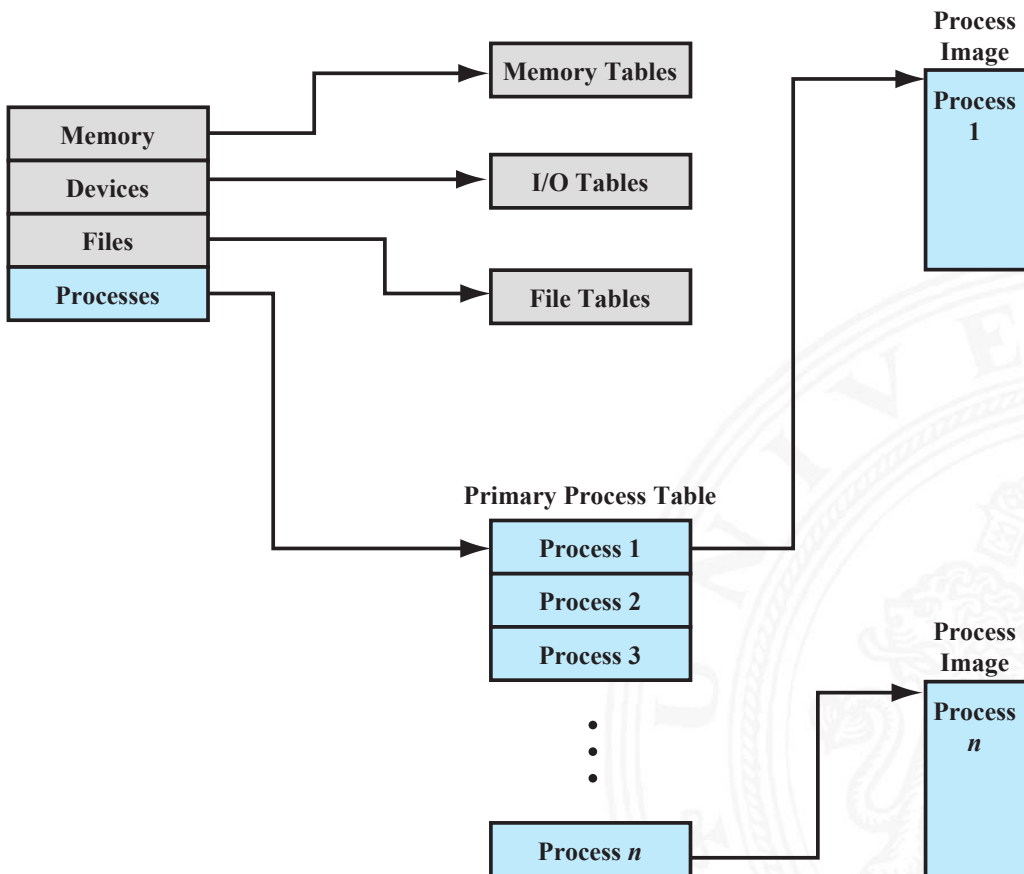 Memory
Devices
Files
Processes
Memory Tables
I/O Tables
File Tables
Primary Process Table
Process 1
Process 2
Process 3
Process n
Process
Image
Process
1
Process
Image
Process
n
UNIVE